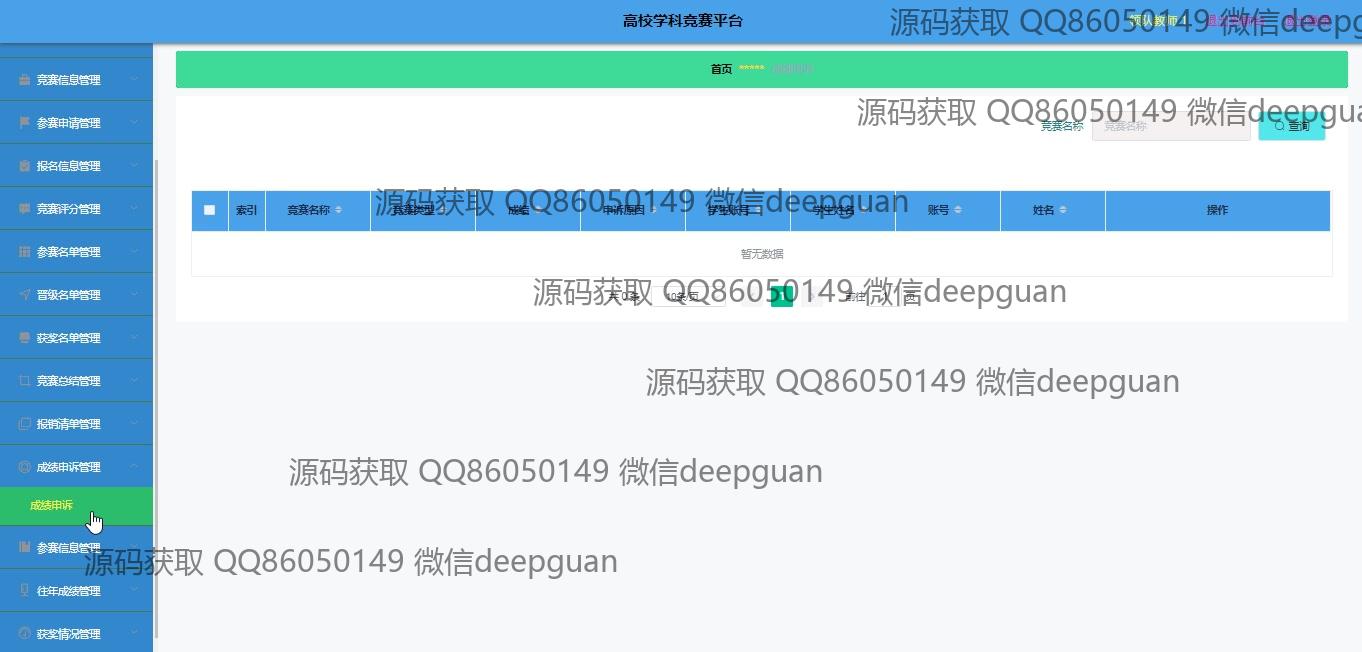 高校学科竞赛平台
源码获取 QQ86050149 微信deepg
首页 *****
竞赛信息管理
参赛申请管理
报名信息管理
竞赛评分管理
参赛名单管理
晋级名单管理
获奖名单管理
竞赛总结管理
报销清单管理
成绩申诉管理
成绩申诉
参赛信息管理
往年成绩管理
获奖情况管理
源码获取 QQ86050149 微信deepgua
竞赛名称 竞赛名称 查询
索引 竞赛名称 竞赛类型 成绩 申诉原因 学生账号 学生姓名 账号 姓名 操作
源码获取 QQ86050149 微信deepguan
暂无数据
共 0 条 10条/页 1 前往 1 页
源码获取 QQ86050149 微信deepguan
源码获取 QQ86050149 微信deepguan
源码获取 QQ86050149 微信deepguan
源码获取 QQ86050149 微信deepguan